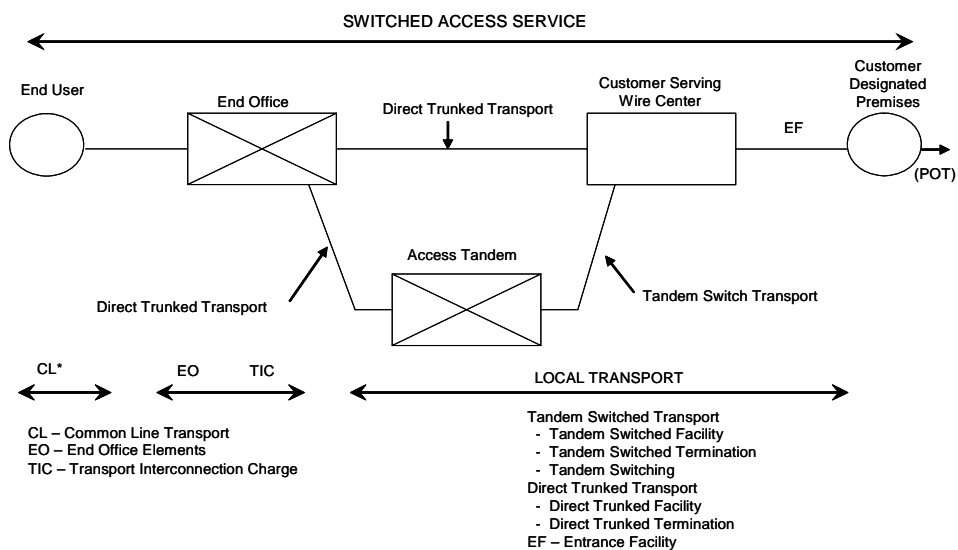 SWITCHED ACCESS SERVICE
End User
End Office
Direct Trunked Transport
Customer Serving
Wire Center
EF
Customer
Designated
Premises
(POT)
Access Tandem
Direct Trunked Transport
Tandem Switch Transport
CL*
EO
TIC
LOCAL TRANSPORT
CL – Common Line Transport
EO – End Office Elements
TIC – Transport Interconnection Charge
Tandem Switched Transport
- Tandem Switched Facility
- Tandem Switched Termination
- Tandem Switching
Direct Trunked Transport
- Direct Trunked Facility
- Direct Trunked Termination
EF – Entrance Facility